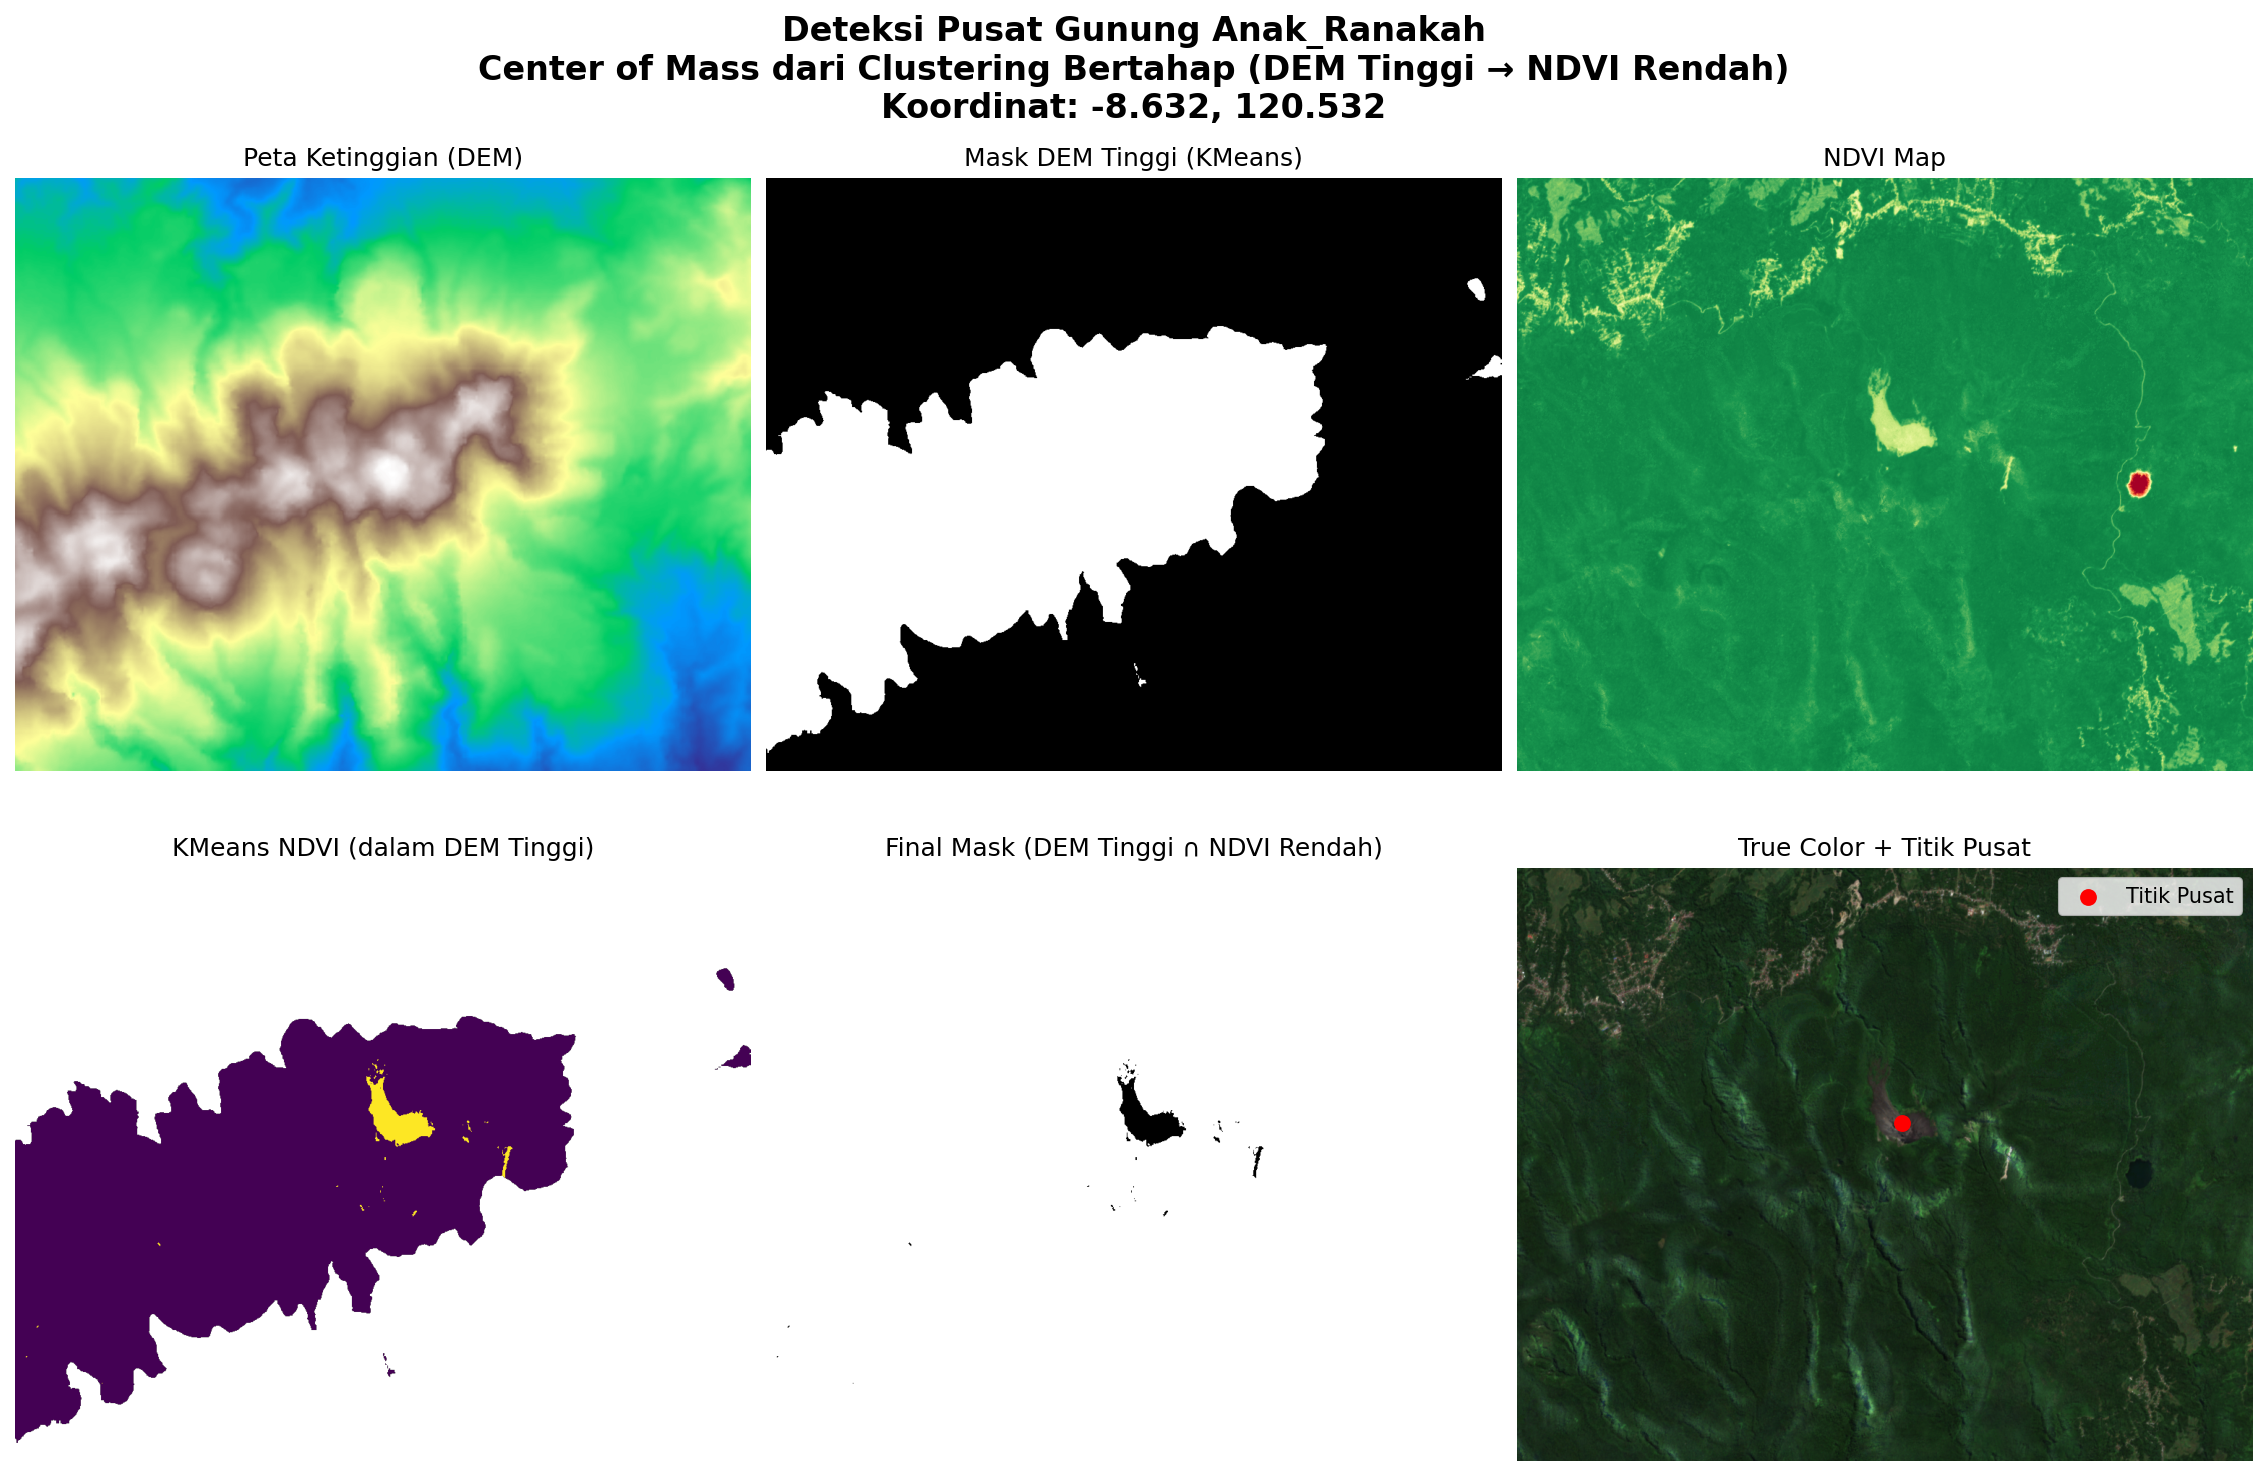 Deteksi Pusat Gunung Anak_Ranakah
Center of Mass dari Clustering Bertahap (DEM Tinggi → NDVI Rendah)
Koordinat: -8.632, 120.532
Peta Ketinggian (DEM)
Mask DEM Tinggi (KMeans)
NDVI Map
KMeans NDVI (dalam DEM Tinggi)
Final Mask (DEM Tinggi ∩ NDVI Rendah)
True Color + Titik Pusat
Titik Pusat